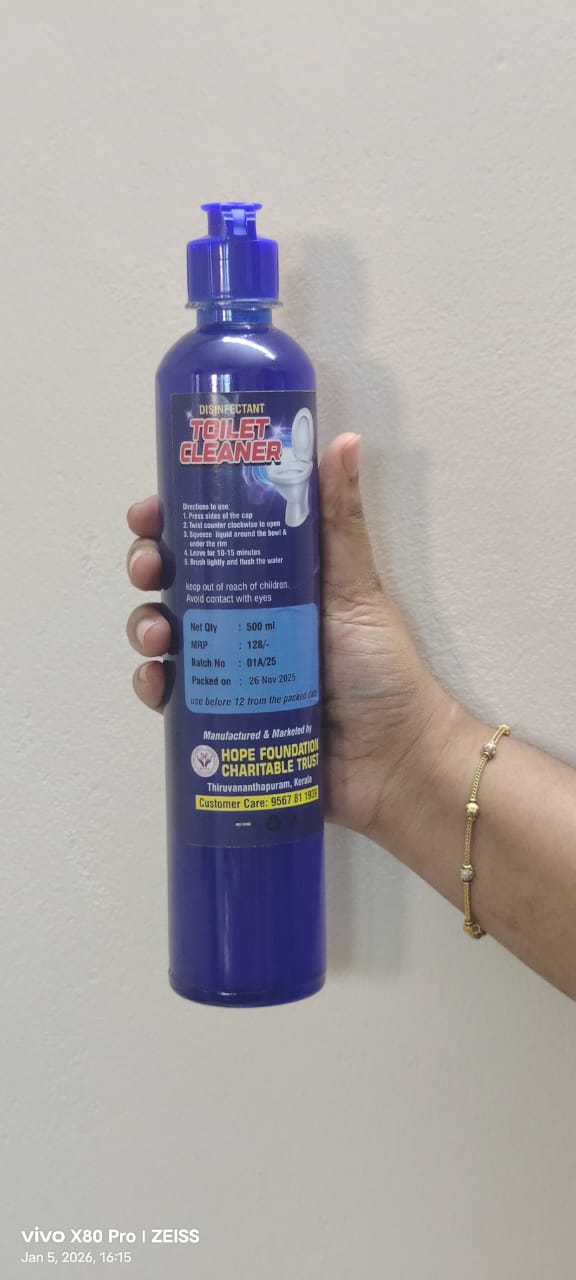 DISINFECTANT
TOILET
CLEANER
Directions to use
1. Press sides of the cap
2. Twist counter clockwise to open
3. Squeeze liquid around the bowl &
under the rim
4. Leave for 10-15 minutes
5. Brush lightly and flush the water
keep out of reach of children.
Avoid contact with eyes
Net Qty : 500 ml
MRP : 128/-
Batch No : 01A/25
Packed on : 26 Nov 2025
use before 12 from the packed date
Manufactured & Marketed by
HOPE FOUNDATION
CHARITABLE TRUST
Thiruvananthapuram, Kerala
Customer Care: 9567 81 1938
vivo X80 Pro | ZEISS
Jan 5, 2026, 16:15